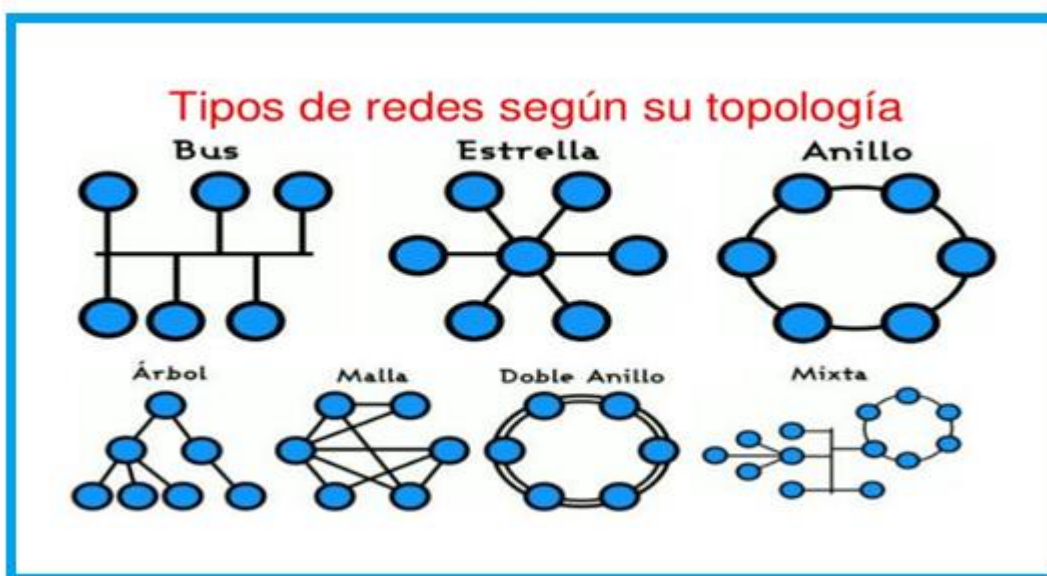 Tipos de redes según su topología
Bus
Estrella
Anillo
Árbol
Malla
Doble Anillo
Mixta